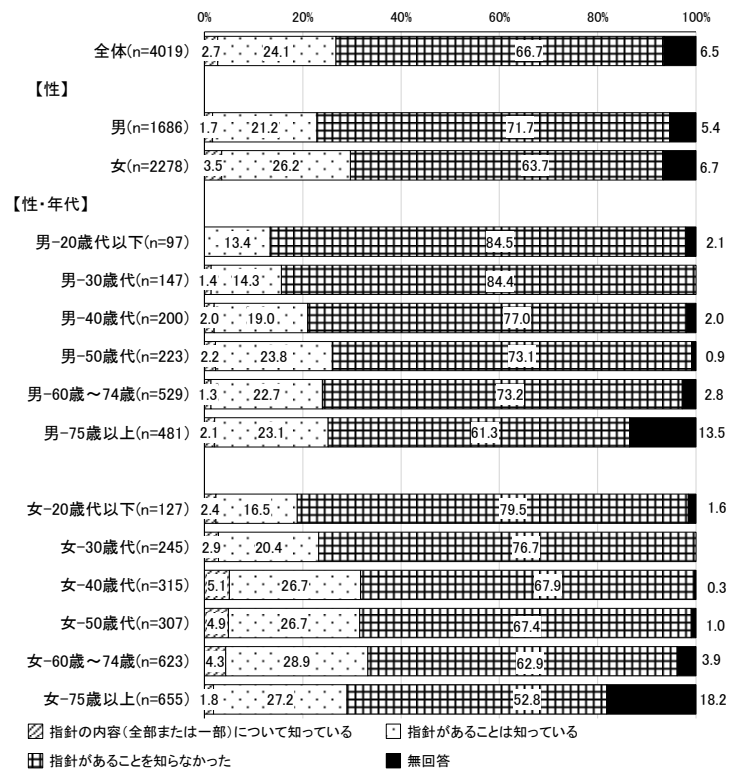 0% 20% 40% 60% 80% 100%
全体(n=4019) 2.7 24.1 66.7 6.5
【性】
男(n=1686) 1.7 21.2 71.7 5.4
女(n=2278) 3.5 26.2 63.7 6.7
【性・年代】
男-20歳代以下(n=97) 13.4 84.5 2.1
男-30歳代(n=147) 1.4 14.3 84.4
男-40歳代(n=200) 2.0 19.0 77.0 2.0
男-50歳代(n=223) 2.2 23.8 73.1 0.9
男-60歳～74歳(n=529) 1.3 22.7 73.2 2.8
男-75歳以上(n=481) 2.1 23.1 61.3 13.5
女-20歳代以下(n=127) 2.4 16.5 79.5 1.6
女-30歳代(n=245) 2.9 20.4 76.7
女-40歳代(n=315) 5.1 26.7 67.9 0.3
女-50歳代(n=307) 4.9 26.7 67.4 1.0
女-60歳～74歳(n=623) 4.3 28.9 62.9 3.9
女-75歳以上(n=655) 1.8 27.2 52.8 18.2
指針の内容(全部または一部)について知っている 指針があることは知っている
指針があることを知らなかった 無回答